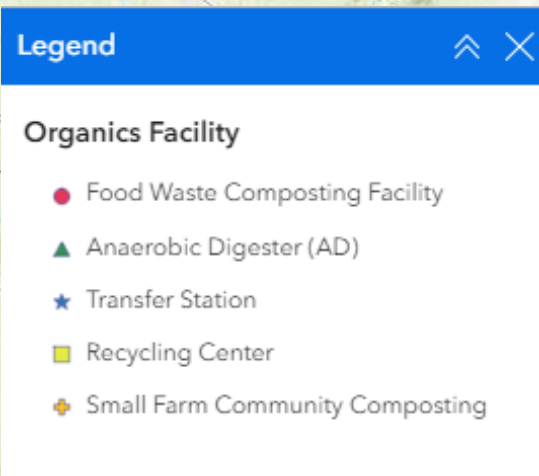 Legend
Organics Facility
Food Waste Composting Facility
Anaerobic Digester (AD)
Transfer Station
Recycling Center
Small Farm Community Composting